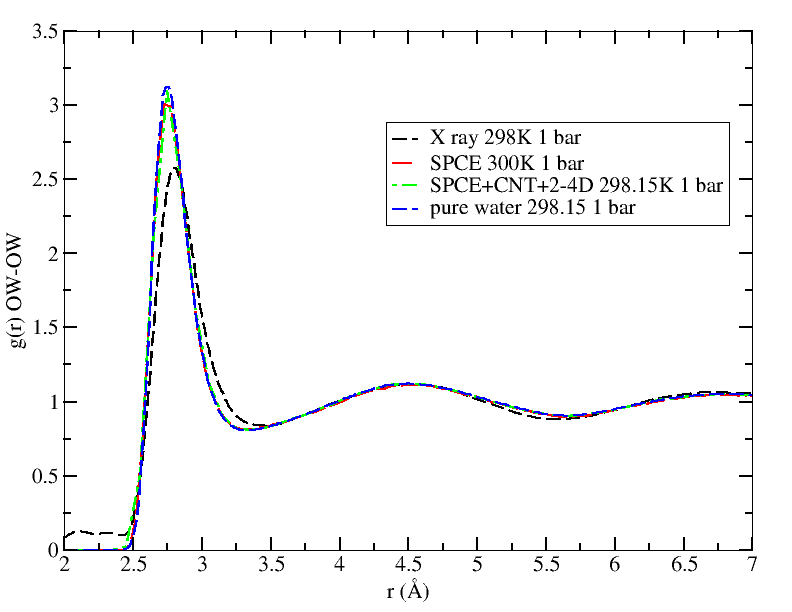 3.5
3
2.5
2
1.5
1
0.5
0
g(r) OW-OW
X ray 298K 1 bar
SPCE 300K 1 bar
SPCE+CNT+2-4D 298.15K 1 bar
pure water 298.15 1 bar
2 2.5 3 3.5 4 4.5 5 5.5 6 6.5 7
r (Å)